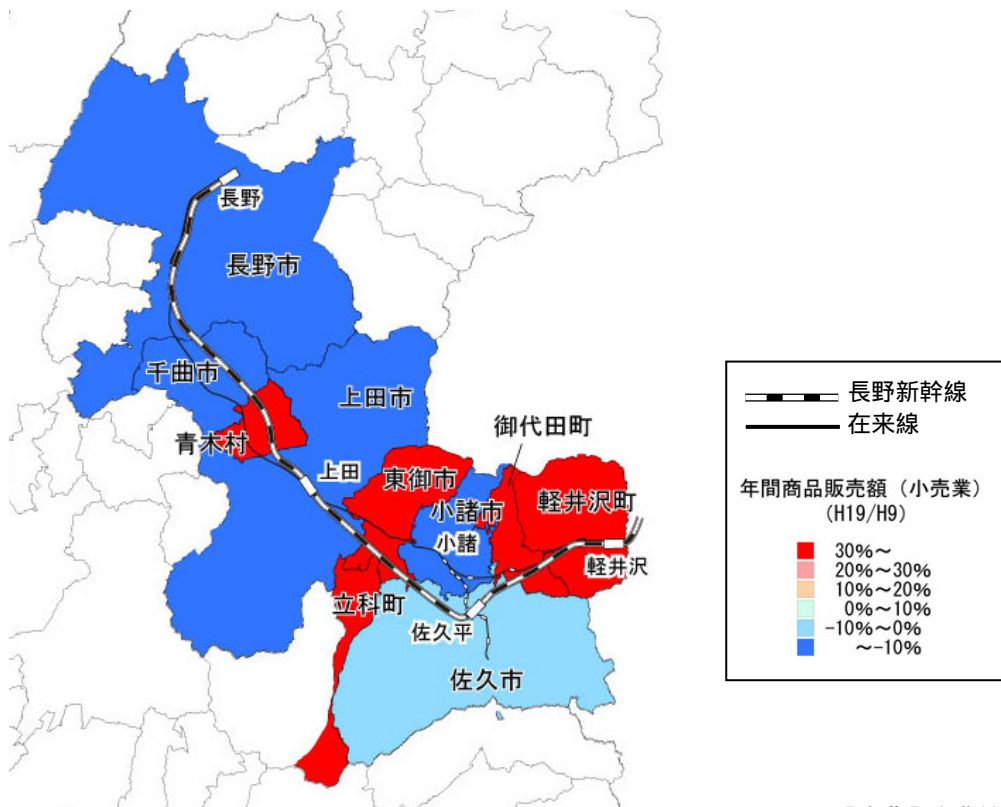 長野
長野市
千曲市
上田市
青木村
上田
東御市
御代田町
小諸市
小諸
軽井沢町
軽井沢
立科町
佐久平
佐久市
長野新幹線
在来線
年間商品販売額（小売業）
(H19/H9)
30%～
20%～30%
10%～20%
0%～10%
-10%～0%
～-10%